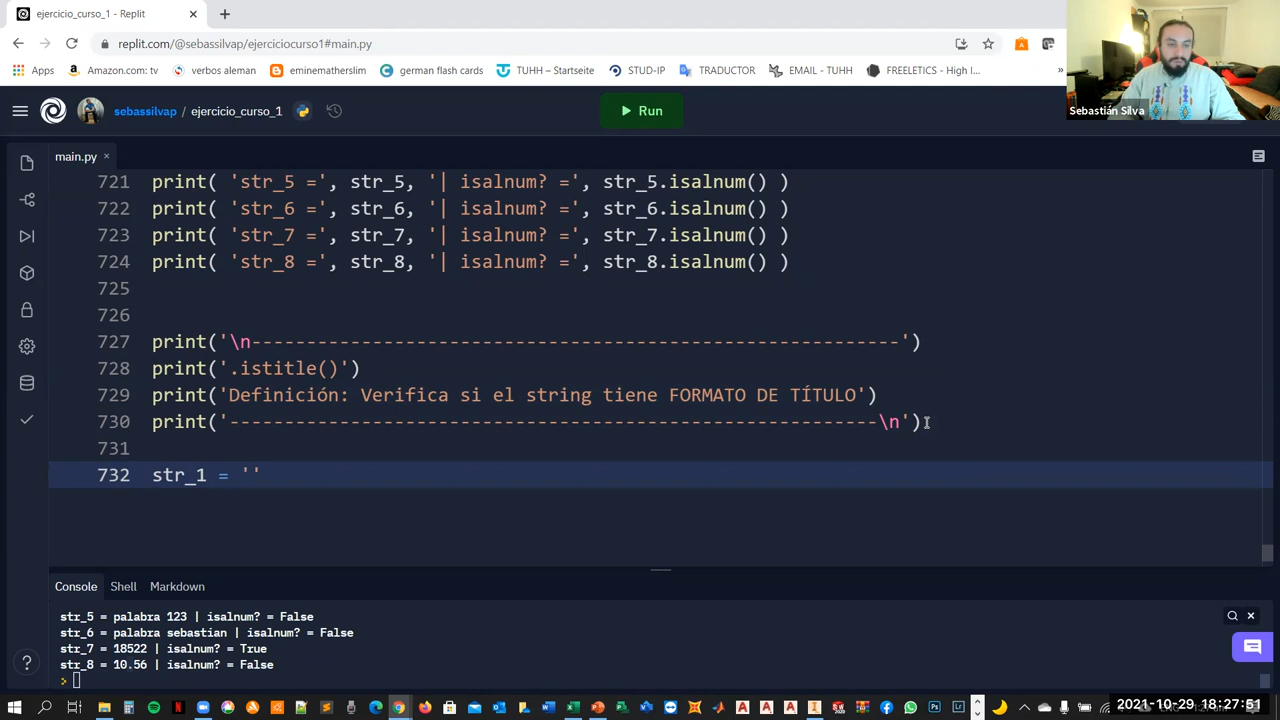 ejercicio_curso_1 - Replit
replit.com/@sebassilvap/ejerciciocurso1#main.py
Apps
Amazon.com: tv
verbos aleman
eminematherslim
german flash cards
TUHH – Startseite
STUD-IP
TRADUCTOR
EMAIL - TUHH
FREELETICS - High I...
»
Sebastián Silva
sebassilvap / ejercicio_curso_1
Run
main.py
721 print( 'str_5 =', str_5, '| isalnum? =', str_5.isalnum() )
722 print( 'str_6 =', str_6, '| isalnum? =', str_6.isalnum() )
723 print( 'str_7 =', str_7, '| isalnum? =', str_7.isalnum() )
724 print( 'str_8 =', str_8, '| isalnum? =', str_8.isalnum() )
725
726
727 print('\n-----------------------------------------------------------')
728 print('.istitle()')
729 print('Definición: Verifica si el string tiene FORMATO DE TÍTULO')
730 print('-----------------------------------------------------------\n')
731
732 str_1 = ''
Console Shell Markdown
str_5 = palabra 123 | isalnum? = False
str_6 = palabra sebastian | isalnum? = False
str_7 = 18522 | isalnum? = True
str_8 = 10.56 | isalnum? = False
>
2021-10-29 18:27:51